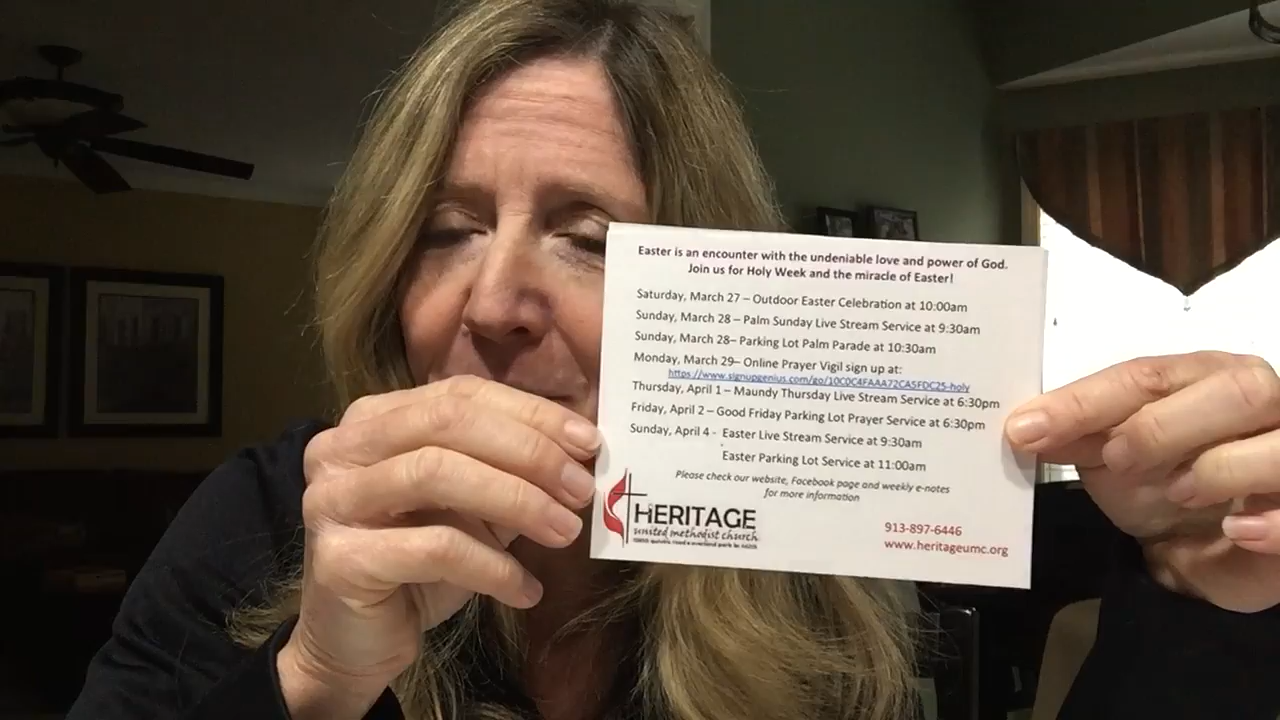 Easter is an encounter with the undeniable love and power of God.
Join us for Holy Week and the miracle of Easter!
Saturday, March 27 – Outdoor Easter Celebration at 10:00am
Sunday, March 28 – Palm Sunday Live Stream Service at 9:30am
Sunday, March 28– Parking Lot Palm Parade at 10:30am
Monday, March 29– Online Prayer Vigil sign up at:
https://www.signupgenius.com/go/10C0C4FAAA72CA5FDC25-holy
Thursday, April 1 – Maundy Thursday Live Stream Service at 6:30pm
Friday, April 2 – Good Friday Parking Lot Prayer Service at 6:30pm
Sunday, April 4 - Easter Live Stream Service at 9:30am
Easter Parking Lot Service at 11:00am
Please check our website, Facebook page and weekly e-notes
for more information
HERITAGE
united methodist church
913-897-6446
www.heritageumc.org